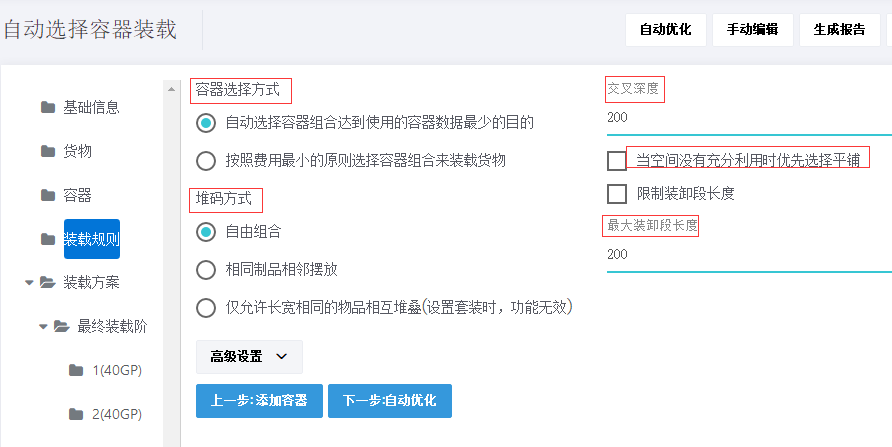 自动选择容器装载
自动优化
手动编辑
生成报告
基础信息
货物
容器
装载规则
装载方案
最终装载阶
1(40GP)
2(40GP)
容器选择方式
自动选择容器组合达到使用的容器数据最少的目的
按照费用最小的原则选择容器组合来装载货物
堆码方式
自由组合
相同制品相邻摆放
仅允许长宽相同的物品相互堆叠(设置套装时，功能无效)
高级设置
上一步:添加容器
下一步:自动优化
交叉深度
200
当空间没有充分利用时优先选择平铺
限制装卸段长度
最大装卸段长度
200